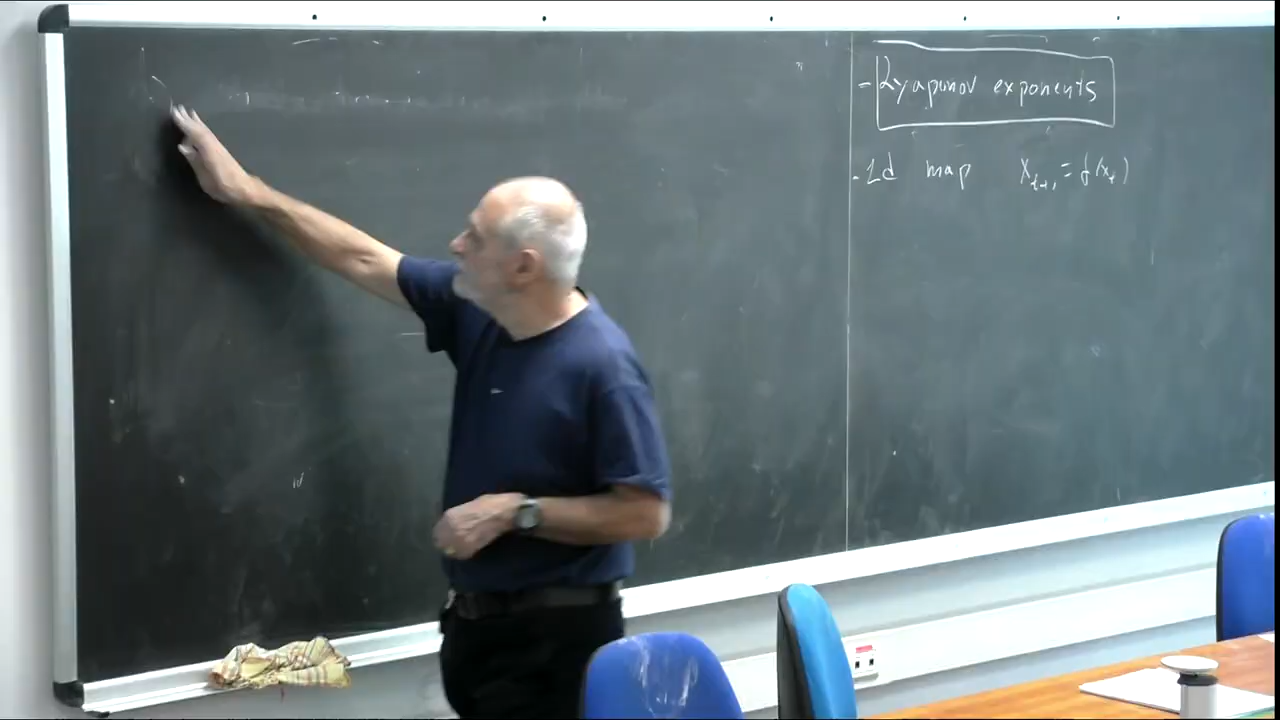 - Lyapunov exponents
- 1d map x_{t+1} = f(x_t)